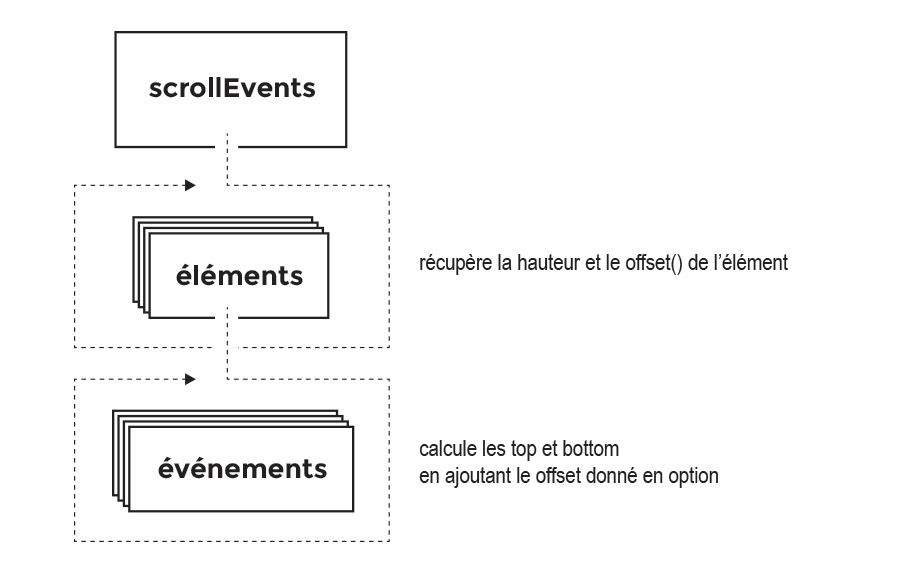 scrollEvents
éléments
récupère la hauteur et le offset() de l’élément
événements
calcule les top et bottom
en ajoutant le offset donné en option